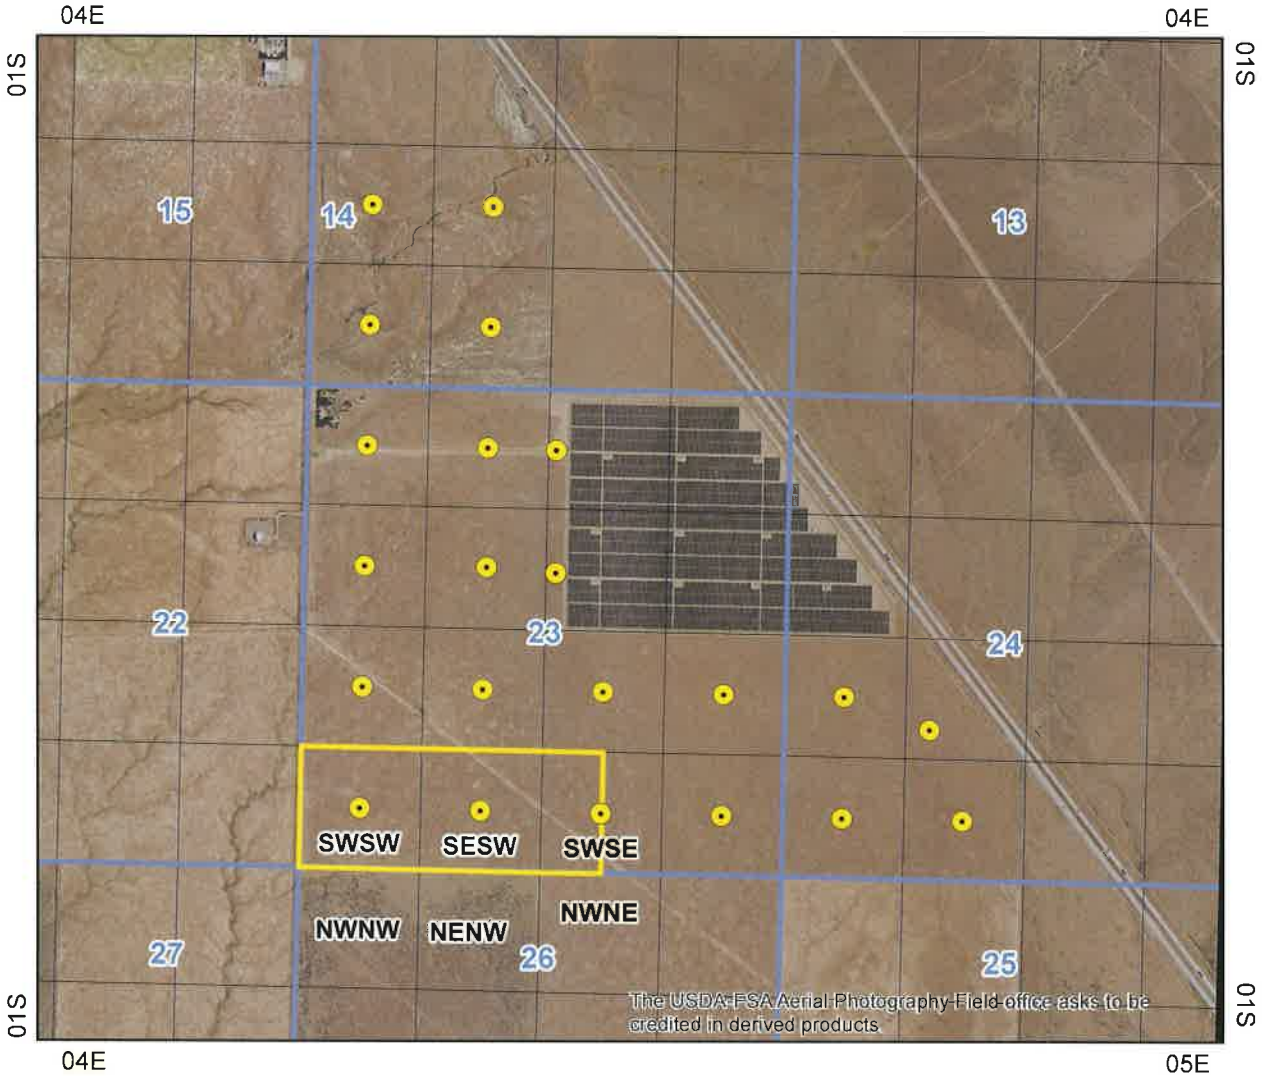 04E
04E
01S
01S
15
14
13
22
23
24
SWSW
SESW
SWSE
NWNW
NENW
NWNE
27
26
25
The USDA-FSA Aerial Photography Field office asks to be
credited in derived products.
01S
01S
04E
05E